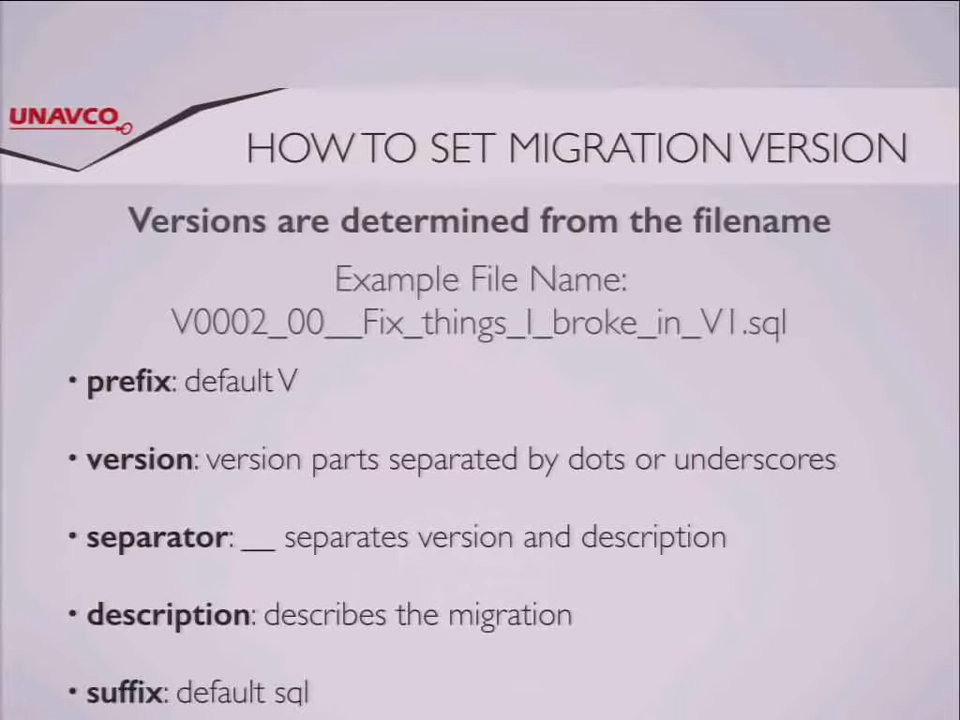 UNAVCO
HOW TO SET MIGRATION VERSION
Versions are determined from the filename
Example File Name:
V0002_00__Fix_things_I_broke_in_V1.sql
• prefix: default V
• version: version parts separated by dots or underscores
• separator: __ separates version and description
• description: describes the migration
• suffix: default sql